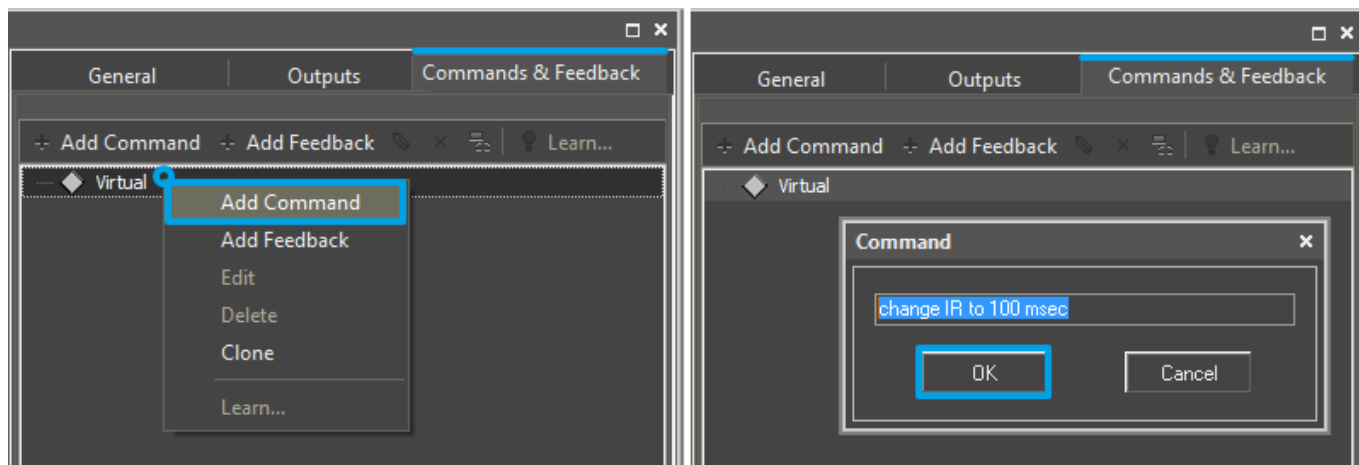 General Outputs Commands & Feedback
Add Command Add Feedback Learn...
Virtual
Add Command
Add Feedback
Edit
Delete
Clone
Learn...
General Outputs Commands & Feedback
Add Command Add Feedback Learn...
Virtual
Command
change IR to 100 msec
OK Cancel